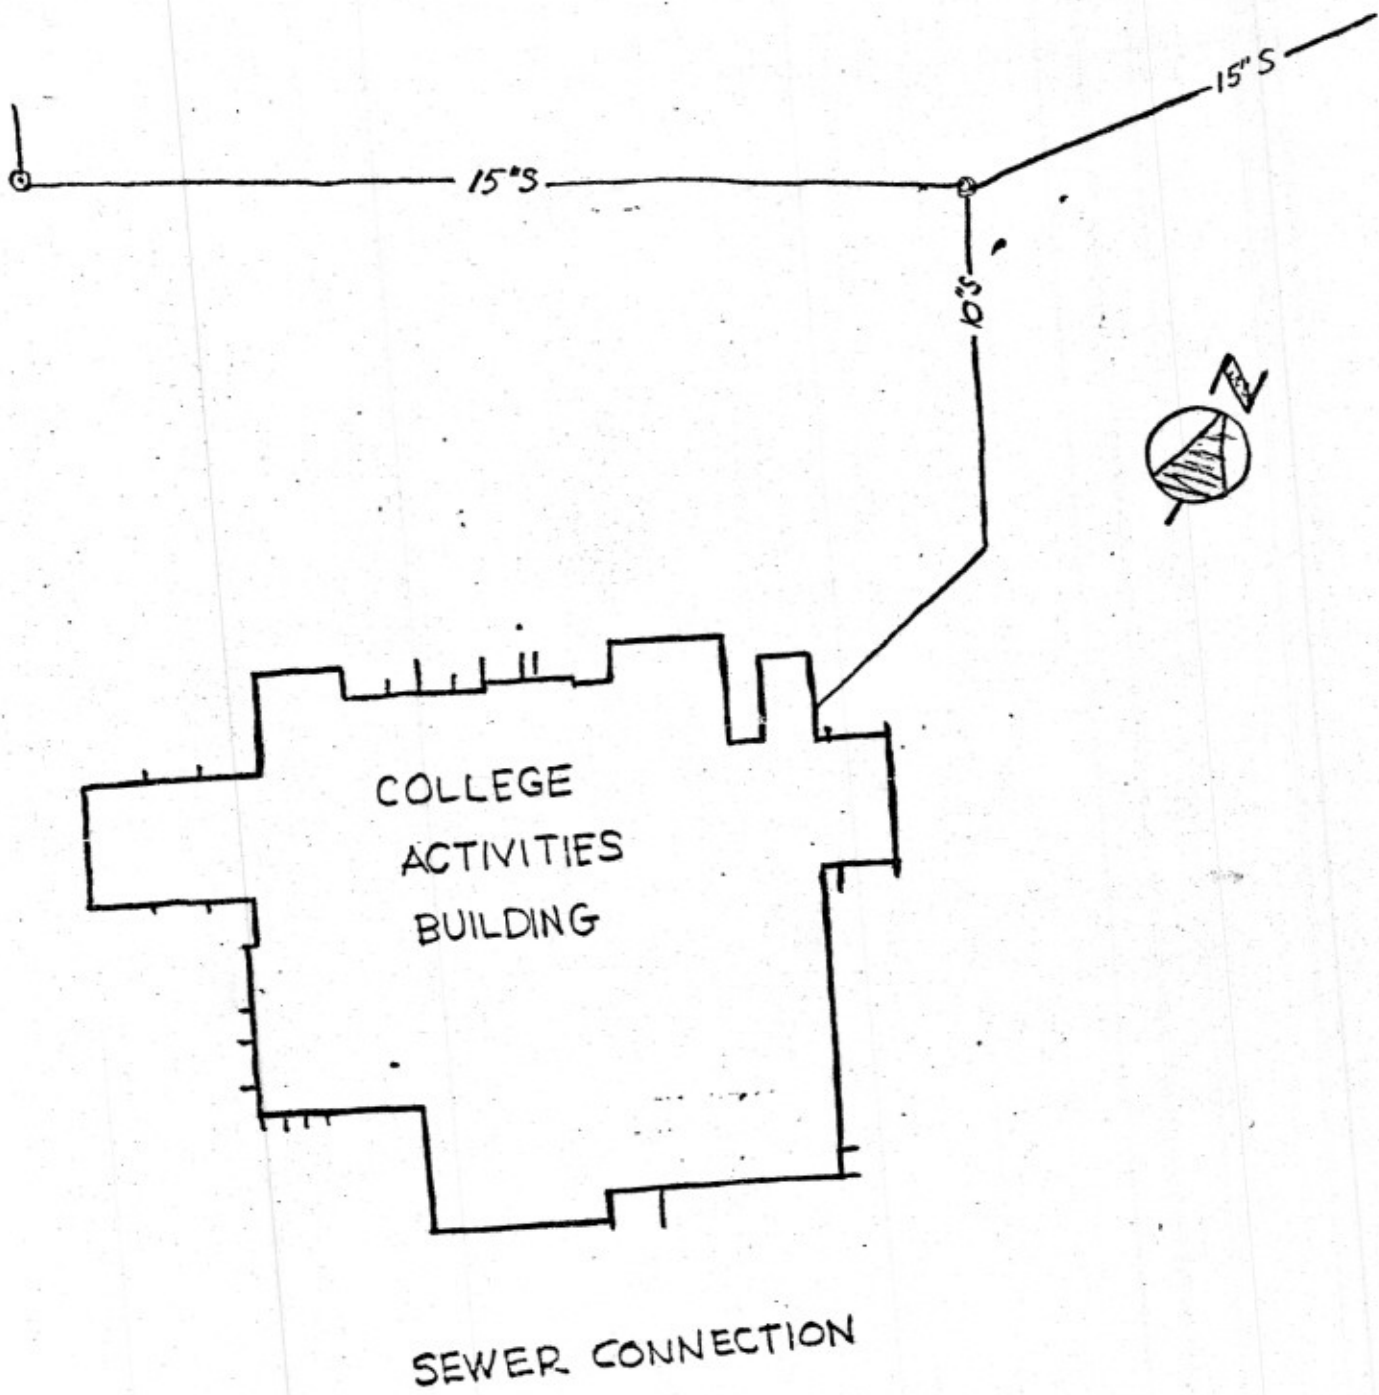 15"S
15"S
10"S
N
COLLEGE
ACTIVITIES
BUILDING
SEWER CONNECTION